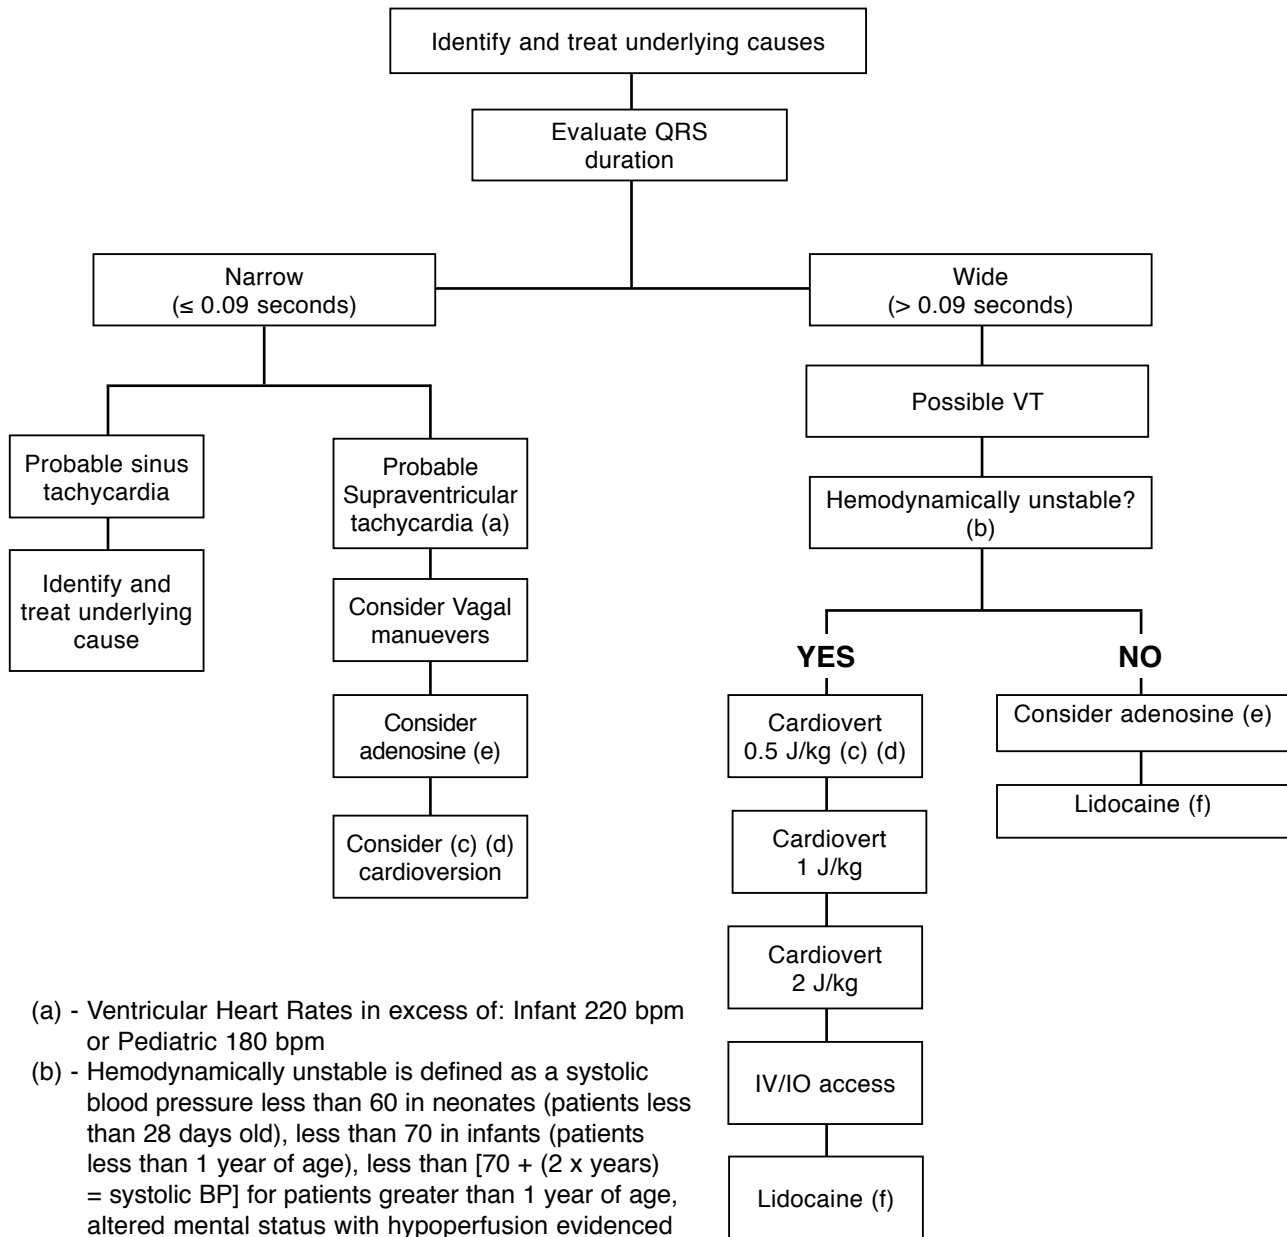 Identify and treat underlying causes
Evaluate QRS
duration
Narrow
(≤ 0.09 seconds)
Wide
(> 0.09 seconds)
Probable sinus
tachycardia
Identify and
treat underlying
cause
Probable
Supraventricular
tachycardia (a)
Consider Vagal
manuevers
Consider
adenosine (e)
Consider (c) (d)
cardioversion
Possible VT
Hemodynamically unstable?
(b)
YES
NO
Cardiovert
0.5 J/kg (c) (d)
Cardiovert
1 J/kg
Cardiovert
2 J/kg
IV/IO access
Lidocaine (f)
Consider adenosine (e)
Lidocaine (f)
(a) - Ventricular Heart Rates in excess of: Infant 220 bpm
or Pediatric 180 bpm
(b) - Hemodynamically unstable is defined as a systolic
blood pressure less than 60 in neonates (patients less
than 28 days old), less than 70 in infants (patients
less than 1 year of age), less than [70 + (2 x years)
= systolic BP] for patients greater than 1 year of age,
altered mental status with hypoperfusion evidenced